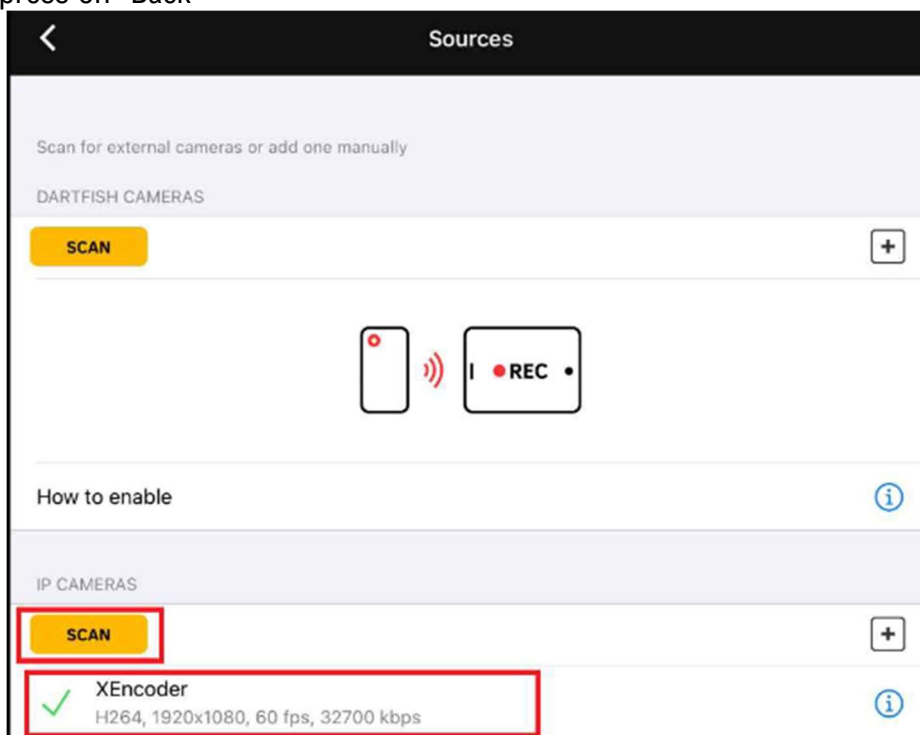 press on "Back"
Sources
Scan for external cameras or add one manually
DARTFISH CAMERAS
SCAN
REC
How to enable
IP CAMERAS
SCAN
XEncoder
H264, 1920x1080, 60 fps, 32700 kbps